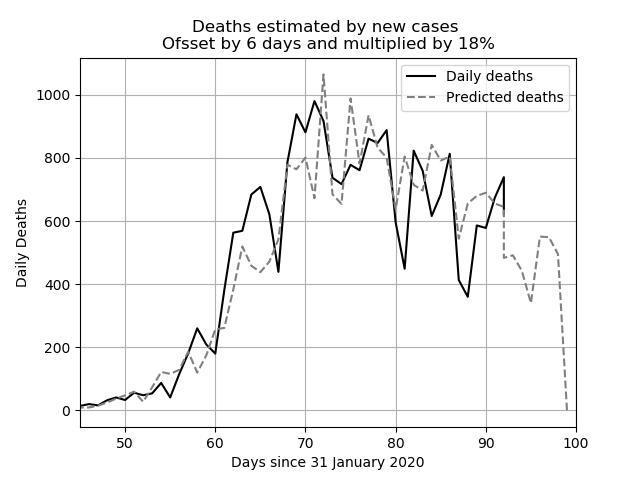 Deaths estimated by new cases
Ofsset by 6 days and multiplied by 18%
Daily deaths
Predicted deaths
1000
800
600
400
200
0
Daily Deaths
50 60 70 80 90 100
Days since 31 January 2020